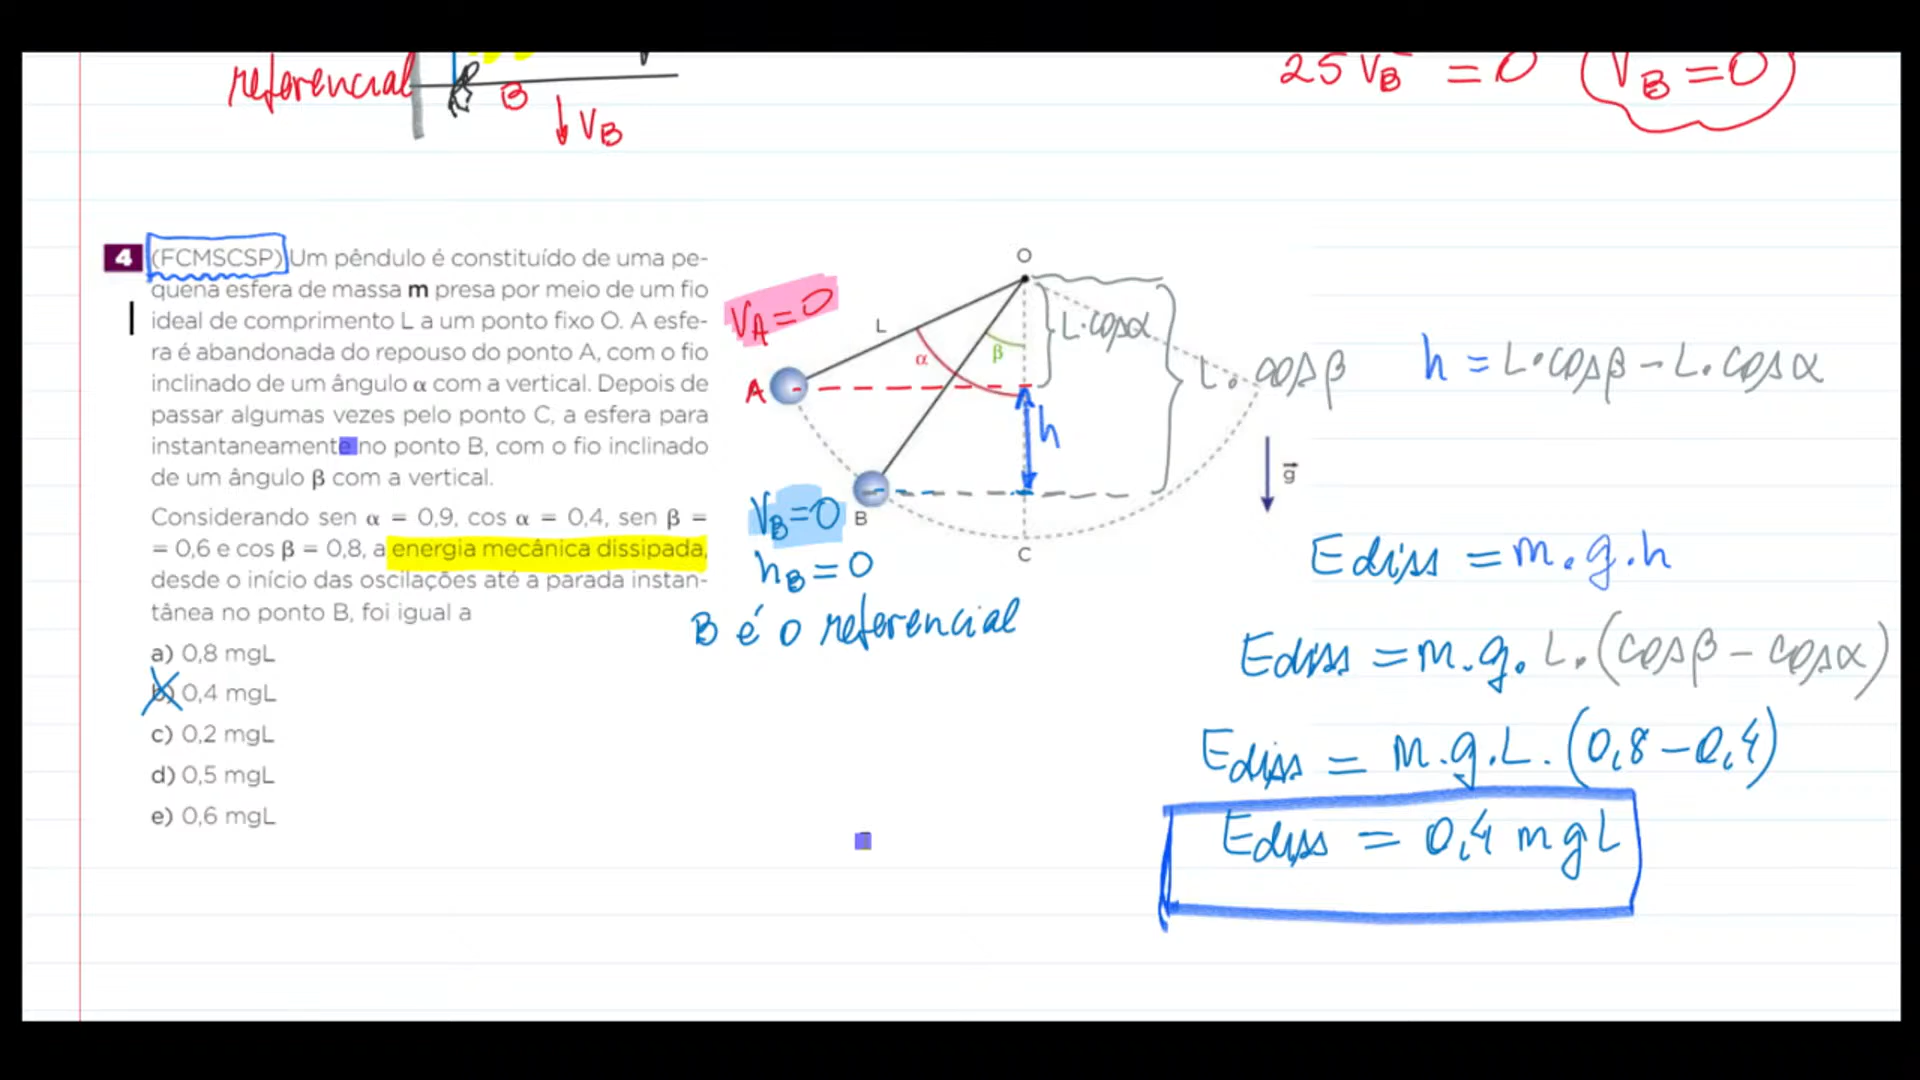 referencial
B
VB
25 VB = 0
VB = 0
4 (FCMSCSP) Um pêndulo é constituído de uma pe-
quena esfera de massa m presa por meio de um fio
ideal de comprimento L a um ponto fixo O. A esfe-
ra é abandonada do repouso do ponto A, com o fio
inclinado de um ângulo α com a vertical. Depois de
passar algumas vezes pelo ponto C, a esfera para
instantaneamente no ponto B, com o fio inclinado
de um ângulo β com a vertical.
Considerando sen α = 0,9, cos α = 0,4, sen β =
= 0,6 e cos β = 0,8, a energia mecânica dissipada,
desde o início das oscilações até a parada instan-
tânea no ponto B, foi igual a
a) 0,8 mgL
b) 0,4 mgL
c) 0,2 mgL
d) 0,5 mgL
e) 0,6 mgL
O
VA = 0
L
α
β
L·cosα
L·cosβ
A
h
VB = 0
B
C
g
hB = 0
B é o referencial
h = L·cosβ - L·cosα
Ediss = m.g.h
Ediss = m.g.L.(cosβ - cosα)
Ediss = m.g.L.(0,8 - 0,4)
Ediss = 0,4 mgL